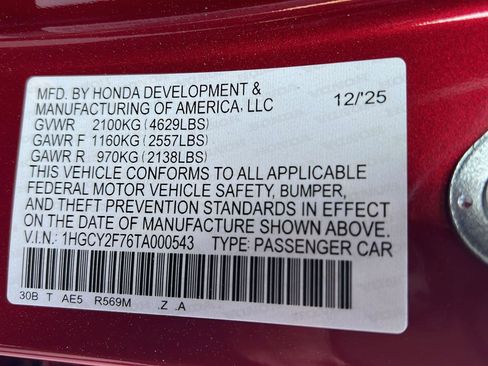 MFD. BY HONDA DEVELOPMENT &
MANUFACTURING OF AMERICA, LLC 12/'25
GVWR 2100KG (4629LBS)
GAWR F 1160KG (2557LBS)
GAWR R 970KG (2138LBS)
THIS VEHICLE CONFORMS TO ALL APPLICABLE
FEDERAL MOTOR VEHICLE SAFETY, BUMPER,
AND THEFT PREVENTION STANDARDS IN EFFECT
ON THE DATE OF MANUFACTURE SHOWN ABOVE.
V.I.N.: 1HGCY2F76TA000543 TYPE: PASSENGER CAR
30B T AE5 R569M .Z .A